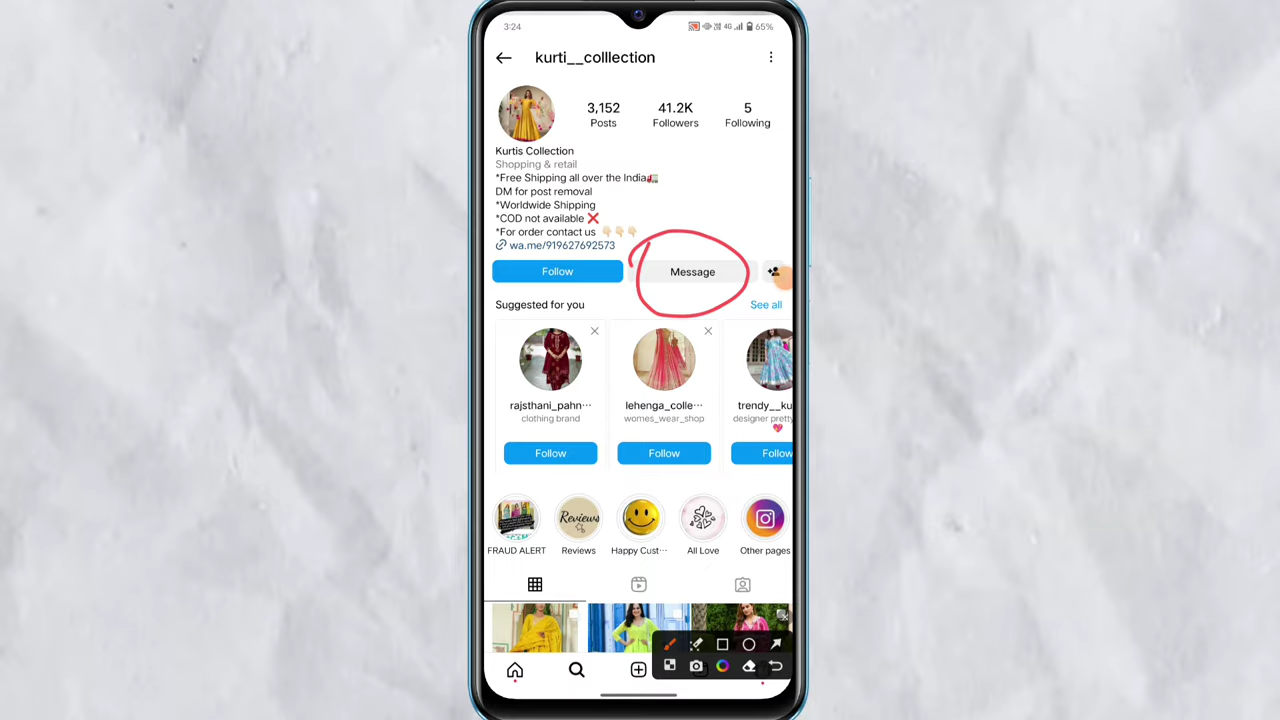 3:24 4G 65%
kurti__colllection
3,152 41.2K 5
Posts Followers Following
Kurtis Collection
Shopping & retail
*Free Shipping all over the India🚛
DM for post removal
*Worldwide Shipping
*COD not available ❌
*For order contact us 👇🏻👇🏻👇🏻
wa.me/919627692573
Follow Message
Suggested for you See all
rajsthani_pahn··· lehenga_colle··· trendy__ku
clothing brand womes_wear_shop designer pretty
💖
Follow Follow Follow
Reviews
FRAUD ALERT Reviews Happy Cust··· All Love Other pages